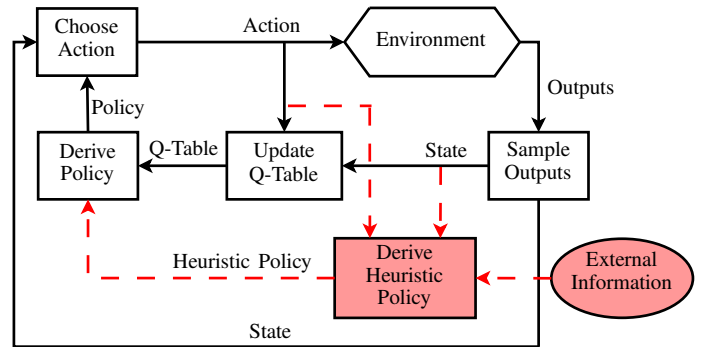 Choose
Action
Action
Environment
Outputs
Policy
Derive
Policy
Q-Table
Update
Q-Table
State
Sample
Outputs
Heuristic Policy
Derive
Heuristic
Policy
External
Information
State